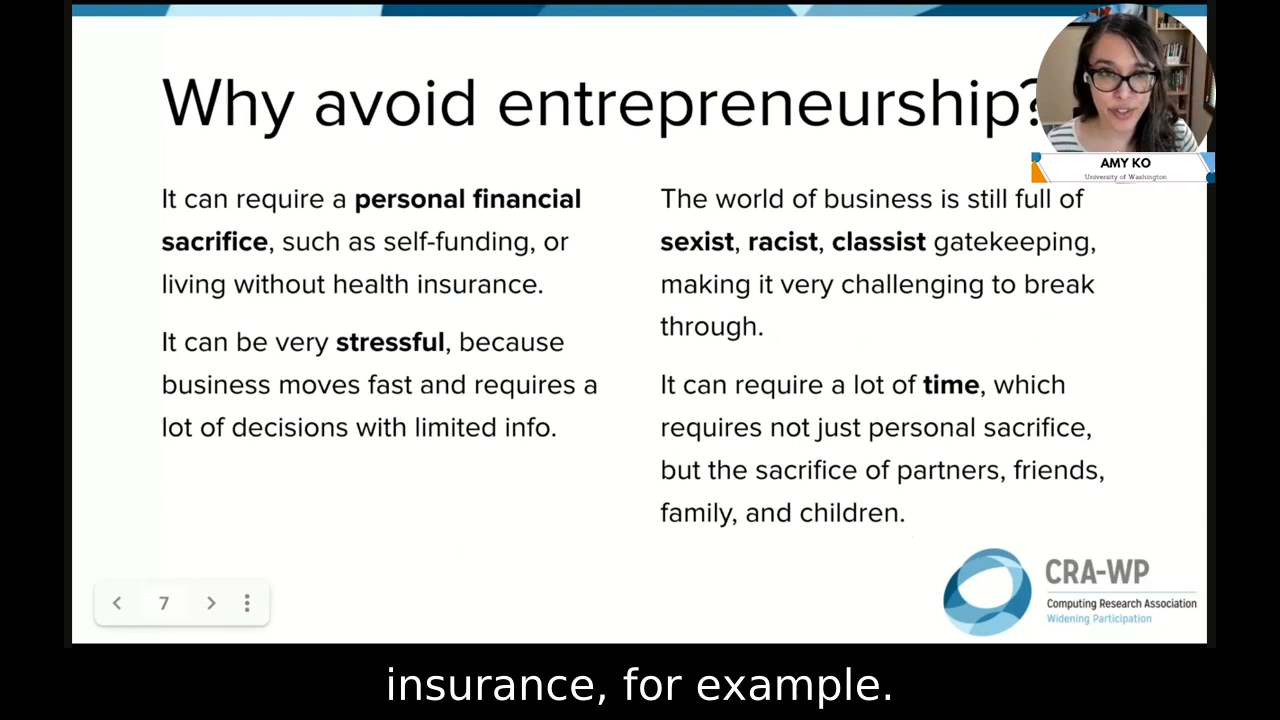 Why avoid entrepreneurship?
AMY KO
University of Washington
It can require a personal financial
sacrifice, such as self-funding, or
living without health insurance.
It can be very stressful, because
business moves fast and requires a
lot of decisions with limited info.
The world of business is still full of
sexist, racist, classist gatekeeping,
making it very challenging to break
through.
It can require a lot of time, which
requires not just personal sacrifice,
but the sacrifice of partners, friends,
family, and children.
7
CRA-WP
Computing Research Association
Widening Participation
insurance, for example.